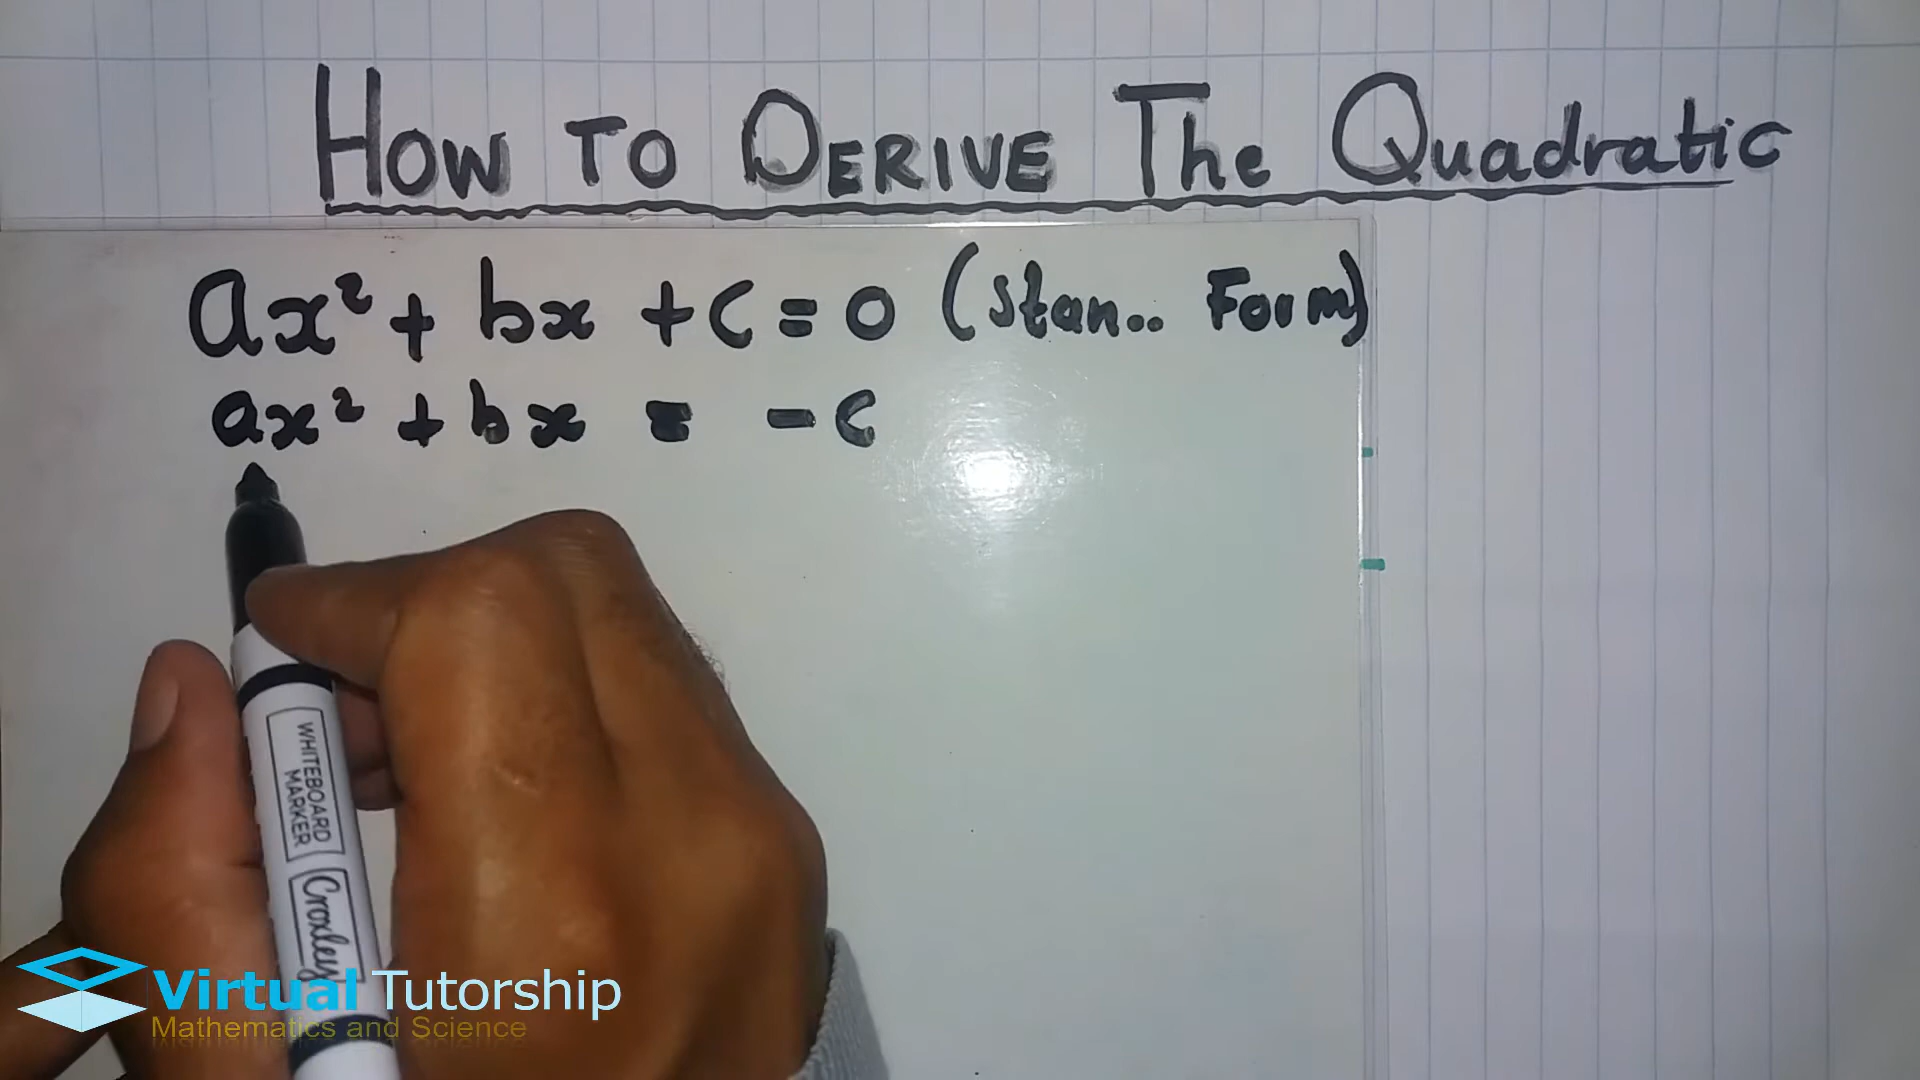 HOW TO DERIVE The Quadratic
ax² + bx + c = 0 (Stan.. Form)
ax² + bx = -c
WHITEBOARD
MARKER
Croxley
Virtual Tutorship
Mathematics and Science